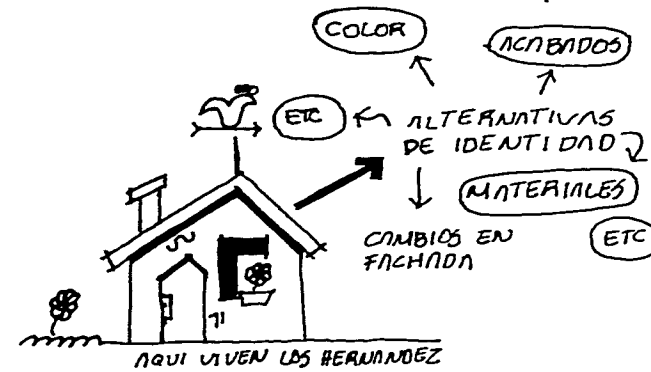 COLOR
ACABADOS
ETC
ALTERNATIVAS
DE IDENTIDAD
MATERIALES
CAMBIOS EN
FACHADA
ETC
AQUI VIVEN LOS HERNANDEZ